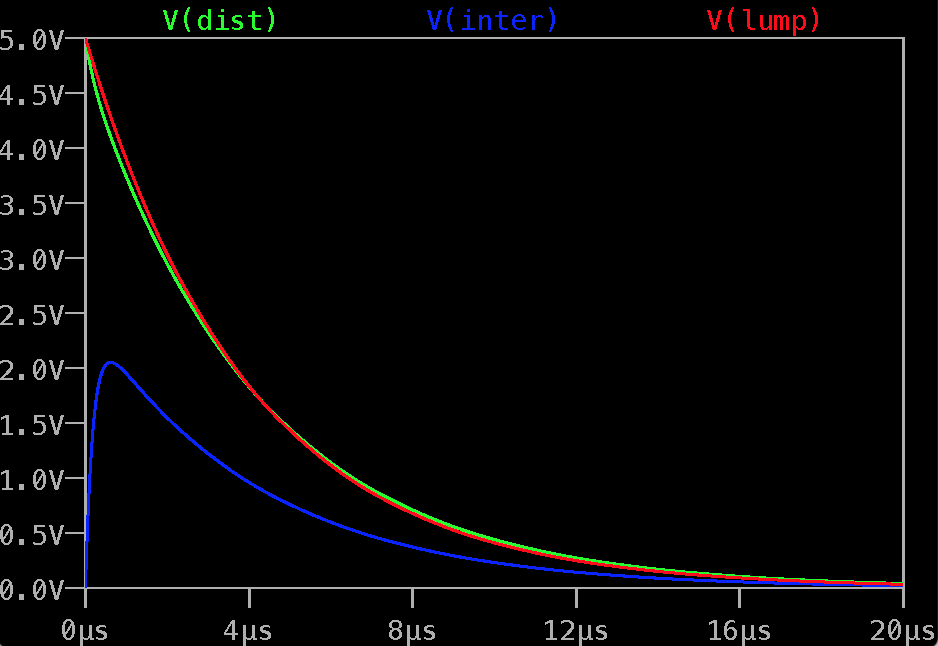 V(dist) V(inter) V(lump)
5.0V
4.5V
4.0V
3.5V
3.0V
2.5V
2.0V
1.5V
1.0V
0.5V
0.0V
0µs 4µs 8µs 12µs 16µs 20µs